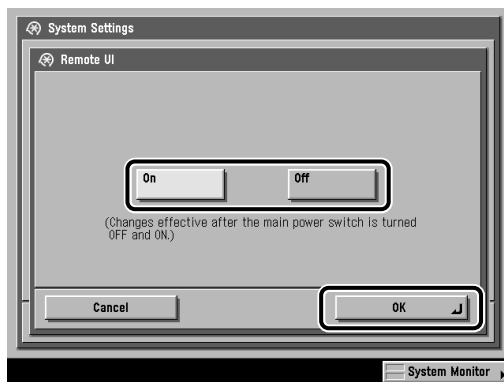 System Settings
Remote UI
On Off
(Changes effective after the main power switch is turned
OFF and ON.)
Cancel OK
System Monitor